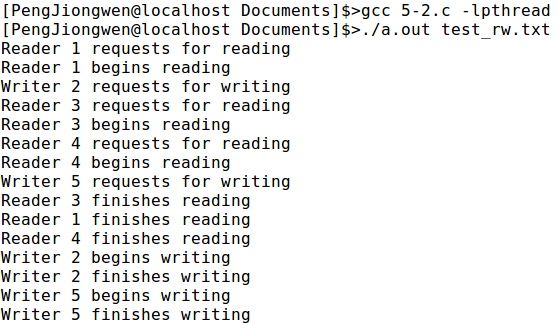 [PengJiongwen@localhost Documents]$>gcc 5-2.c -lpthread
[PengJiongwen@localhost Documents]$>./a.out test_rw.txt
Reader 1 requests for reading
Reader 1 begins reading
Writer 2 requests for writing
Reader 3 requests for reading
Reader 3 begins reading
Reader 4 requests for reading
Reader 4 begins reading
Writer 5 requests for writing
Reader 3 finishes reading
Reader 1 finishes reading
Reader 4 finishes reading
Writer 2 begins writing
Writer 2 finishes writing
Writer 5 begins writing
Writer 5 finishes writing